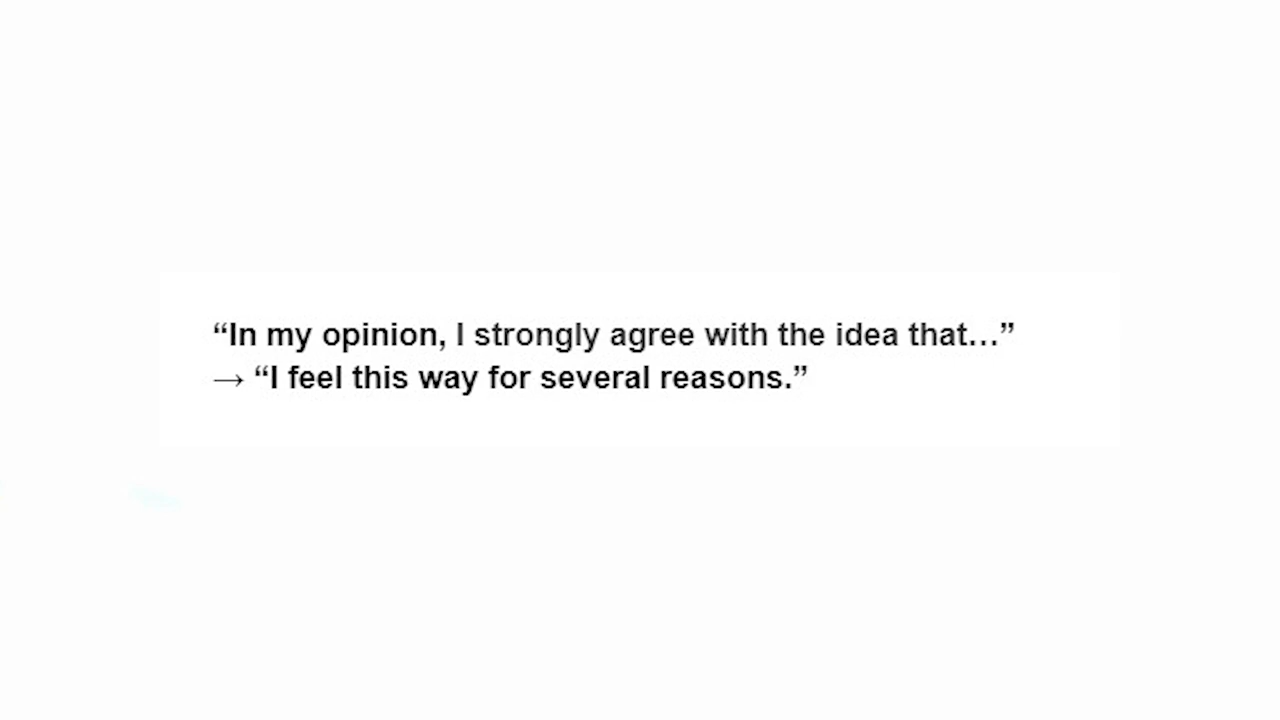 “In my opinion, I strongly agree with the idea that...”
→ “I feel this way for several reasons.”